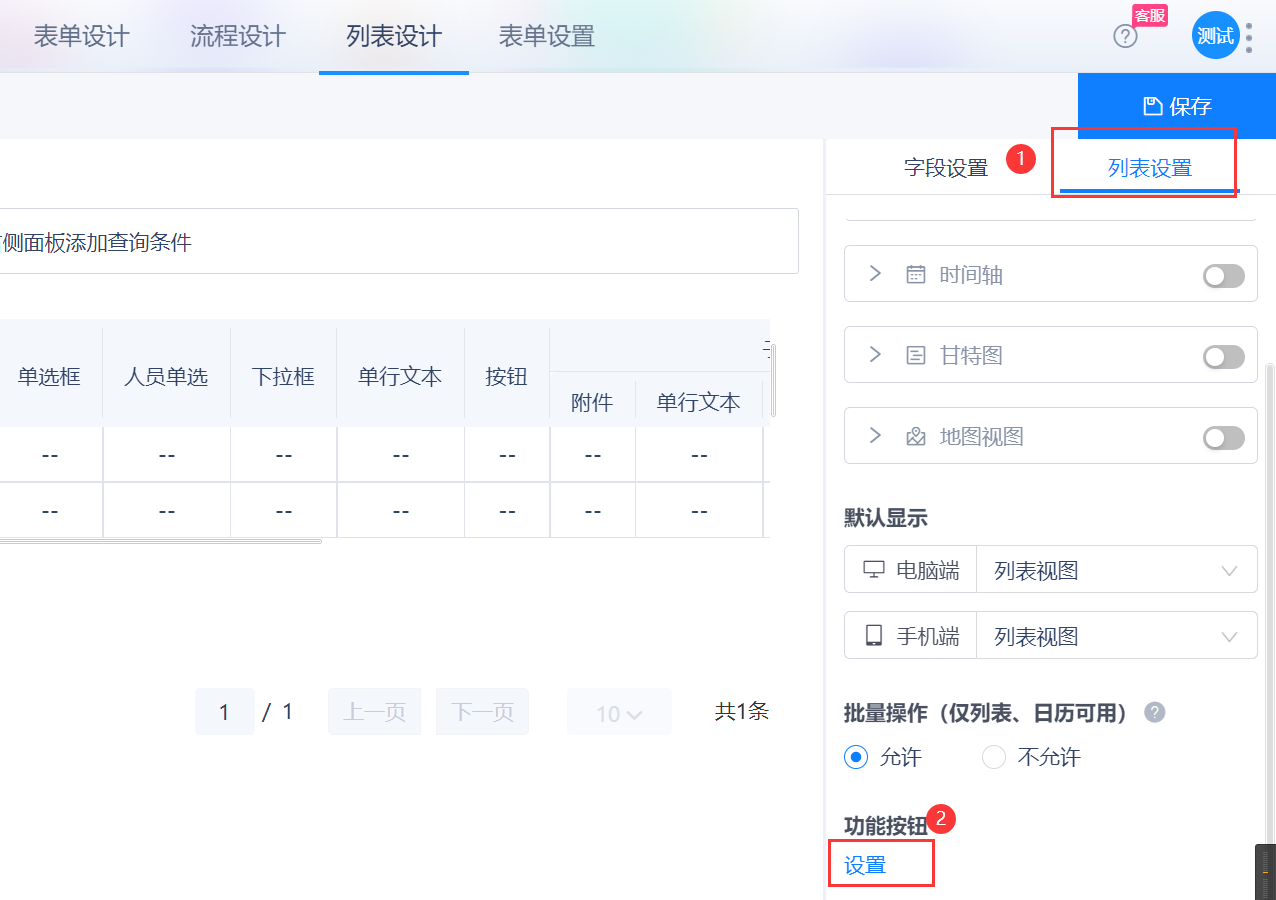 表单设计 流程设计 列表设计 表单设置 客服 测试
保存
字段设置 1 列表设置
侧面板添加查询条件
时间轴
甘特图
地图视图
单选框 人员单选 下拉框 单行文本 按钮
附件 单行文本
-- -- -- -- -- -- --
-- -- -- -- -- -- --
1 / 1 上一页 下一页 10 共1条
默认显示
电脑端 列表视图
手机端 列表视图
批量操作（仅列表、日历可用） ?
允许 不允许
功能按钮 2
设置